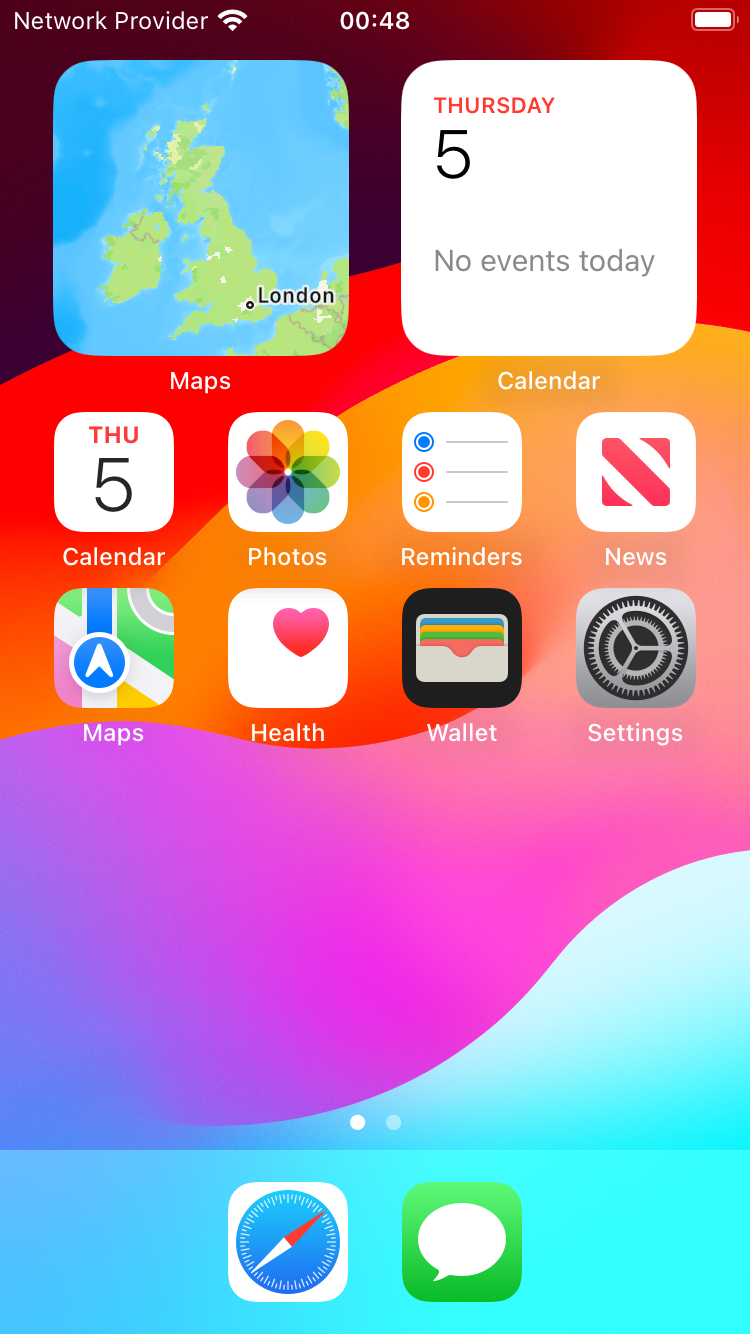 Network Provider 00:48
London
Maps
THURSDAY
5
No events today
Calendar
THU
5
Calendar
Photos
Reminders
News
Maps
Health
Wallet
Settings